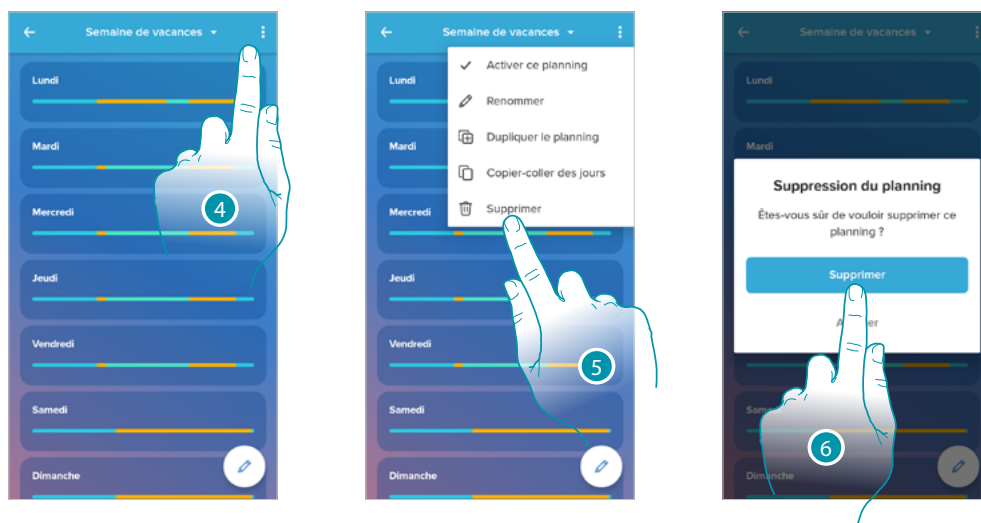 Semaine de vacances
Lundi
Mardi
Mercredi
Jeudi
Vendredi
Samedi
Dimanche
4
Semaine de vacances
Activer ce planning
Renommer
Dupliquer le planning
Copier-coller des jours
Supprimer
Lundi
Mardi
Mercredi
Jeudi
Vendredi
Samedi
Dimanche
5
Semaine de vacances
Lundi
Mardi
Suppression du planning
Êtes-vous sûr de vouloir supprimer ce
planning ?
Supprimer
Dimanche
6